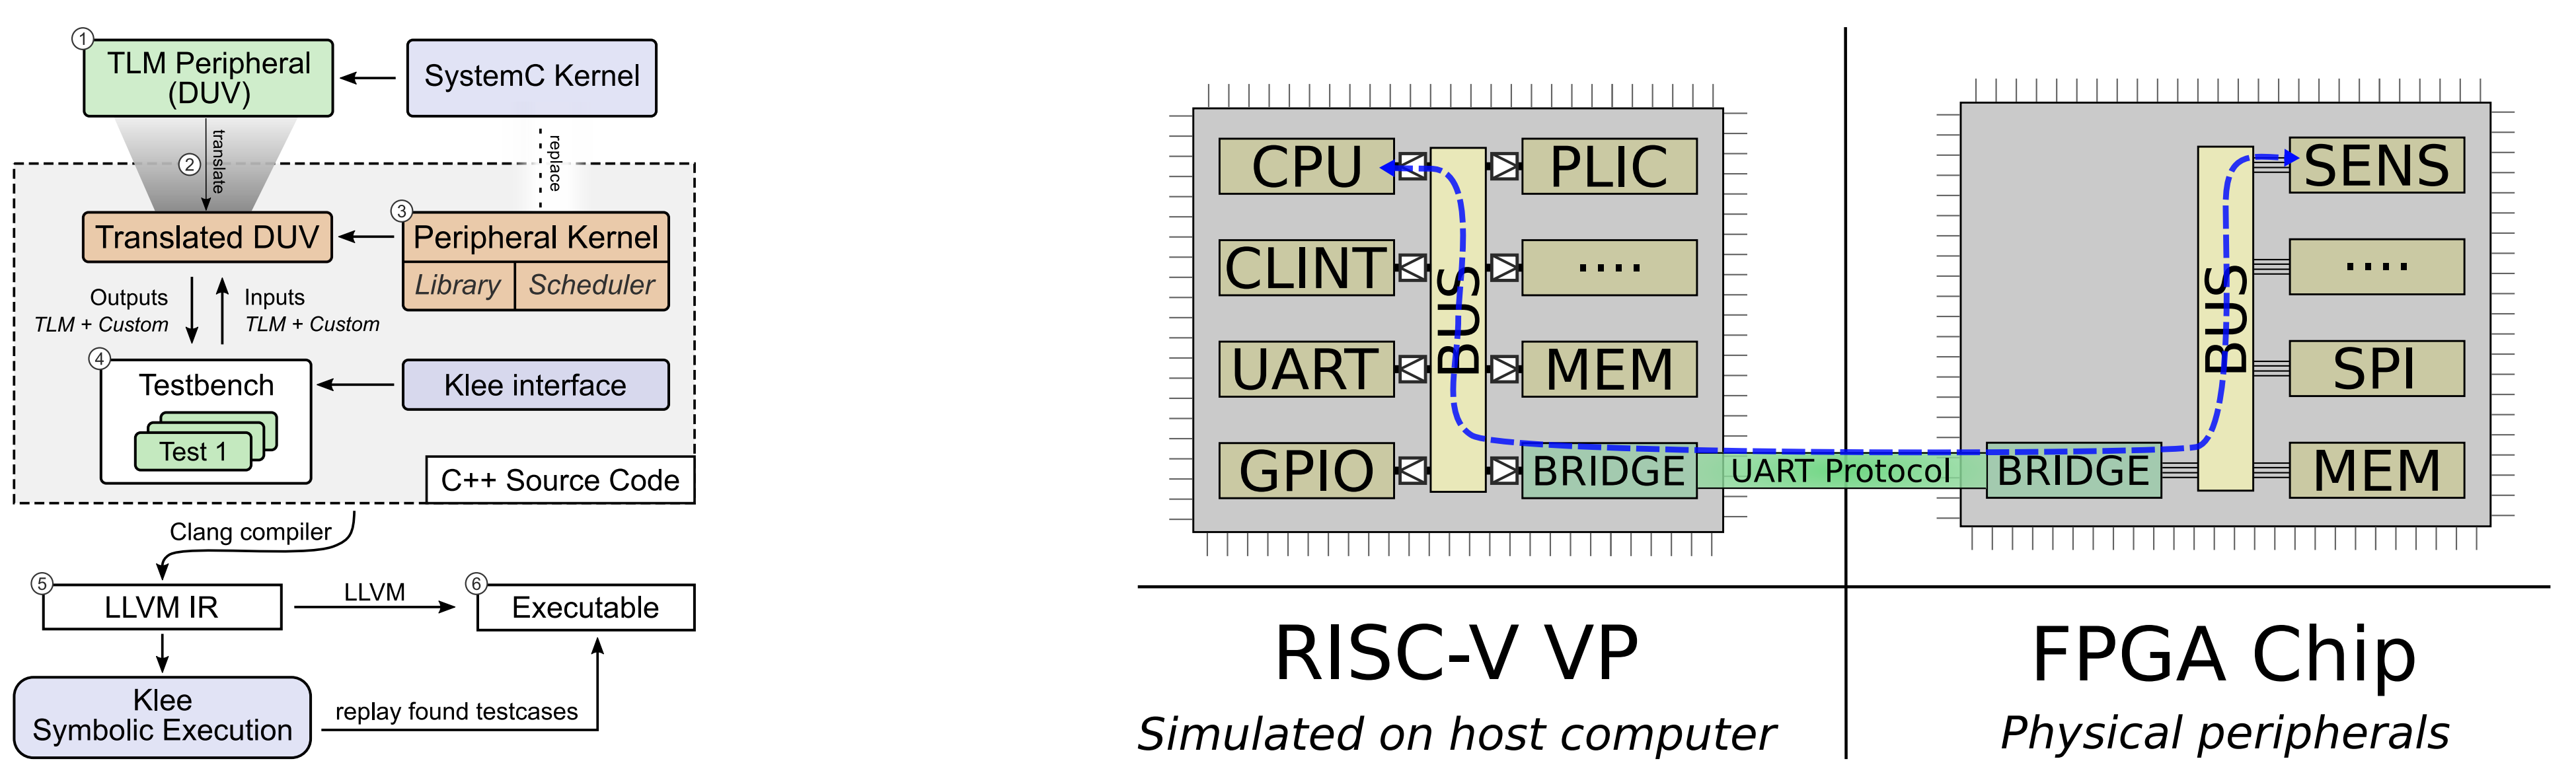 1
TLM Peripheral
(DUV)
SystemC Kernel
2
translate
replace
Translated DUV
3
Peripheral Kernel
Library
Scheduler
Outputs
TLM + Custom
Inputs
TLM + Custom
4
Testbench
Test 1
Klee interface
C++ Source Code
Clang compiler
5
LLVM IR
LLVM
6
Executable
Klee
Symbolic Execution
replay found testcases
CPU
CLINT
UART
GPIO
BUS
PLIC
....
MEM
BRIDGE
UART Protocol
BRIDGE
BUS
SENS
....
SPI
MEM
RISC-V VP
Simulated on host computer
FPGA Chip
Physical peripherals